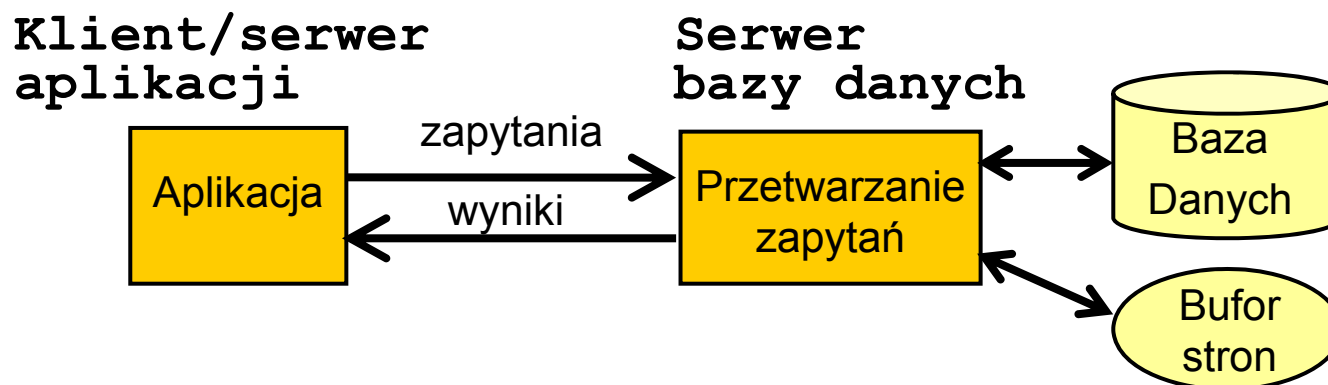 Klient/serwer
aplikacji
Serwer
bazy danych
zapytania
Aplikacja
wyniki
Przetwarzanie
zapytań
Baza
Danych
Bufor
stron